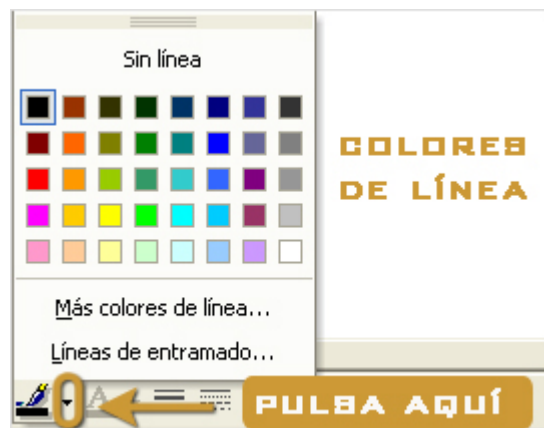 Sin línea
COLORES
DE LÍNEA
Más colores de línea...
Líneas de entramado...
A
PULSA AQUÍ